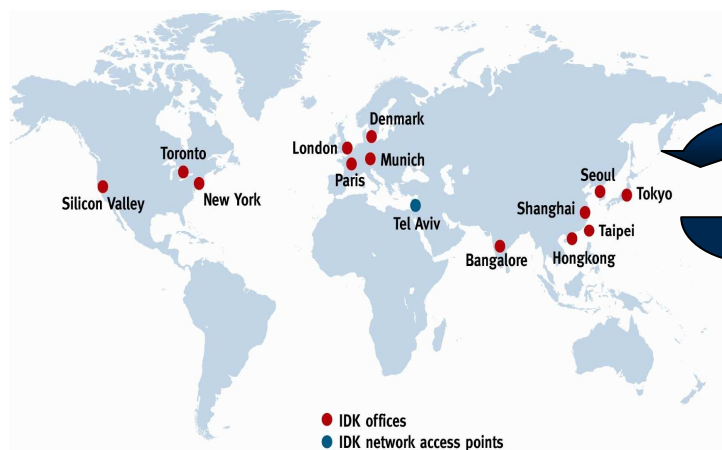 Denmark
London
Munich
Toronto
Paris
Seoul
Silicon Valley
New York
Tokyo
Shanghai
Tel Aviv
Taipei
Bangalore
Hongkong
IDK offices
IDK network access points